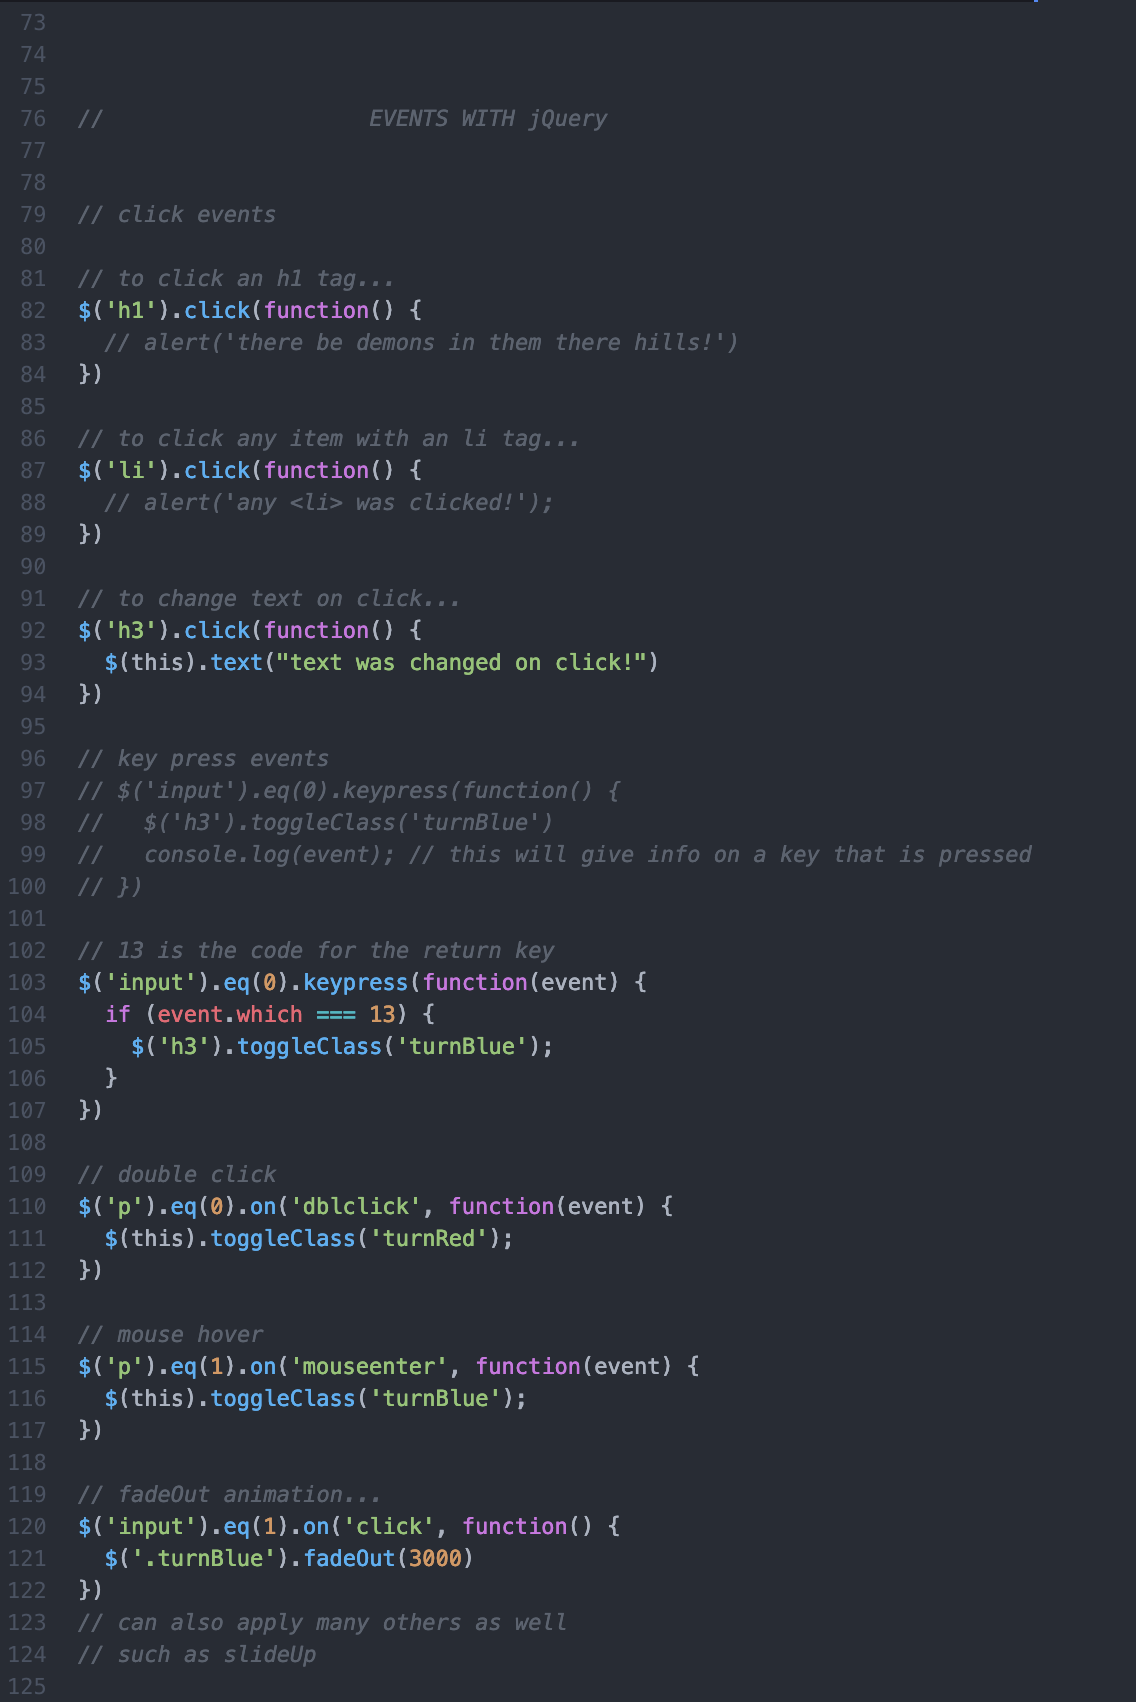 73
74
75
76 // EVENTS WITH jQuery
77
78
79 // click events
80
81 // to click an h1 tag...
82 $('h1').click(function() {
83   // alert('there be demons in them there hills!')
84 })
85
86 // to click any item with an li tag...
87 $('li').click(function() {
88   // alert('any <li> was clicked!');
89 })
90
91 // to change text on click...
92 $('h3').click(function() {
93   $(this).text("text was changed on click!")
94 })
95
96 // key press events
97 // $('input').eq(0).keypress(function() {
98 //   $('h3').toggleClass('turnBlue')
99 //   console.log(event); // this will give info on a key that is pressed
100 // })
101
102 // 13 is the code for the return key
103 $('input').eq(0).keypress(function(event) {
104   if (event.which === 13) {
105     $('h3').toggleClass('turnBlue');
106   }
107 })
108
109 // double click
110 $('p').eq(0).on('dblclick', function(event) {
111   $(this).toggleClass('turnRed');
112 })
113
114 // mouse hover
115 $('p').eq(1).on('mouseenter', function(event) {
116   $(this).toggleClass('turnBlue');
117 })
118
119 // fadeOut animation...
120 $('input').eq(1).on('click', function() {
121   $('.turnBlue').fadeOut(3000)
122 })
123 // can also apply many others as well
124 // such as slideUp
125